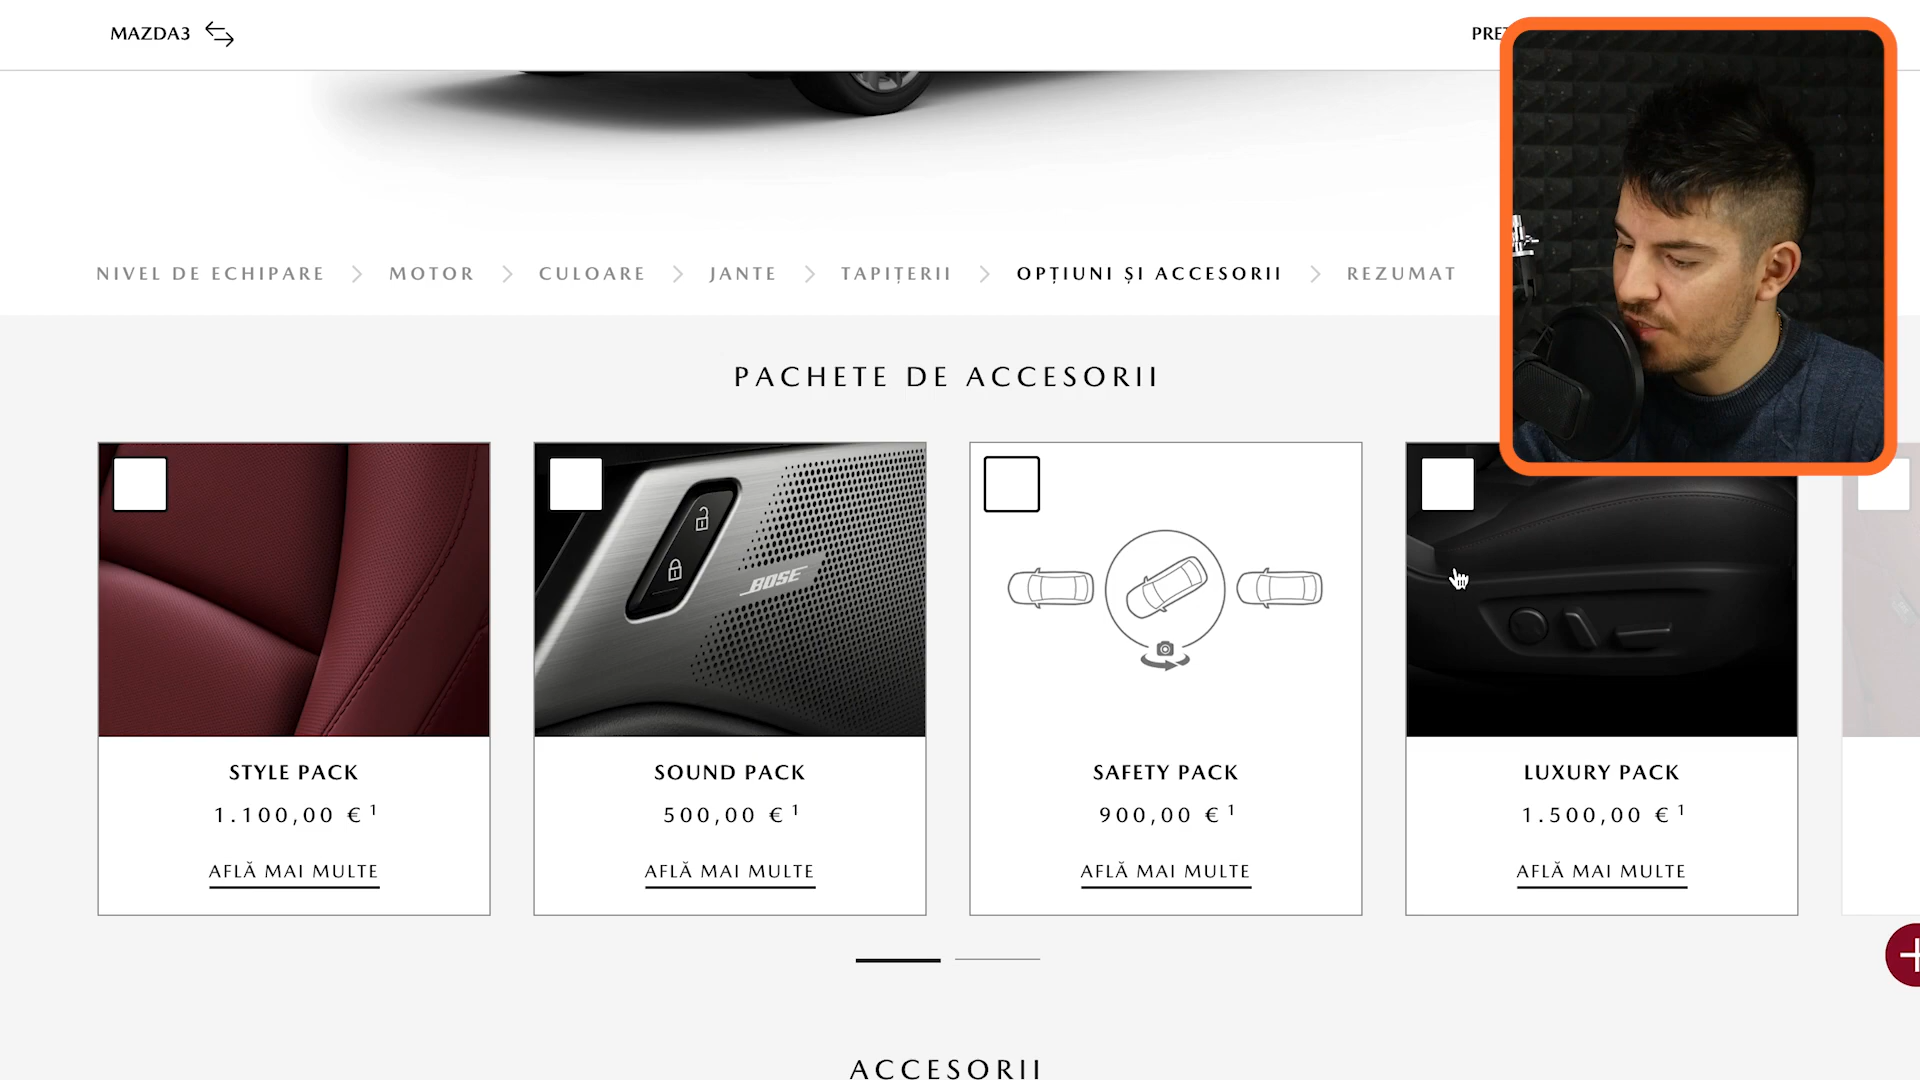 MAZDA3
NIVEL DE ECHIPARE
MOTOR
CULOARE
JANTE
TAPIȚERII
OPȚIUNI ȘI ACCESORII
REZUMAT
PACHETE DE ACCESORII
BOSE
STYLE PACK
1.100,00 € 1
AFLĂ MAI MULTE
SOUND PACK
500,00 € 1
AFLĂ MAI MULTE
SAFETY PACK
900,00 € 1
AFLĂ MAI MULTE
LUXURY PACK
1.500,00 € 1
AFLĂ MAI MULTE
ACCESORII